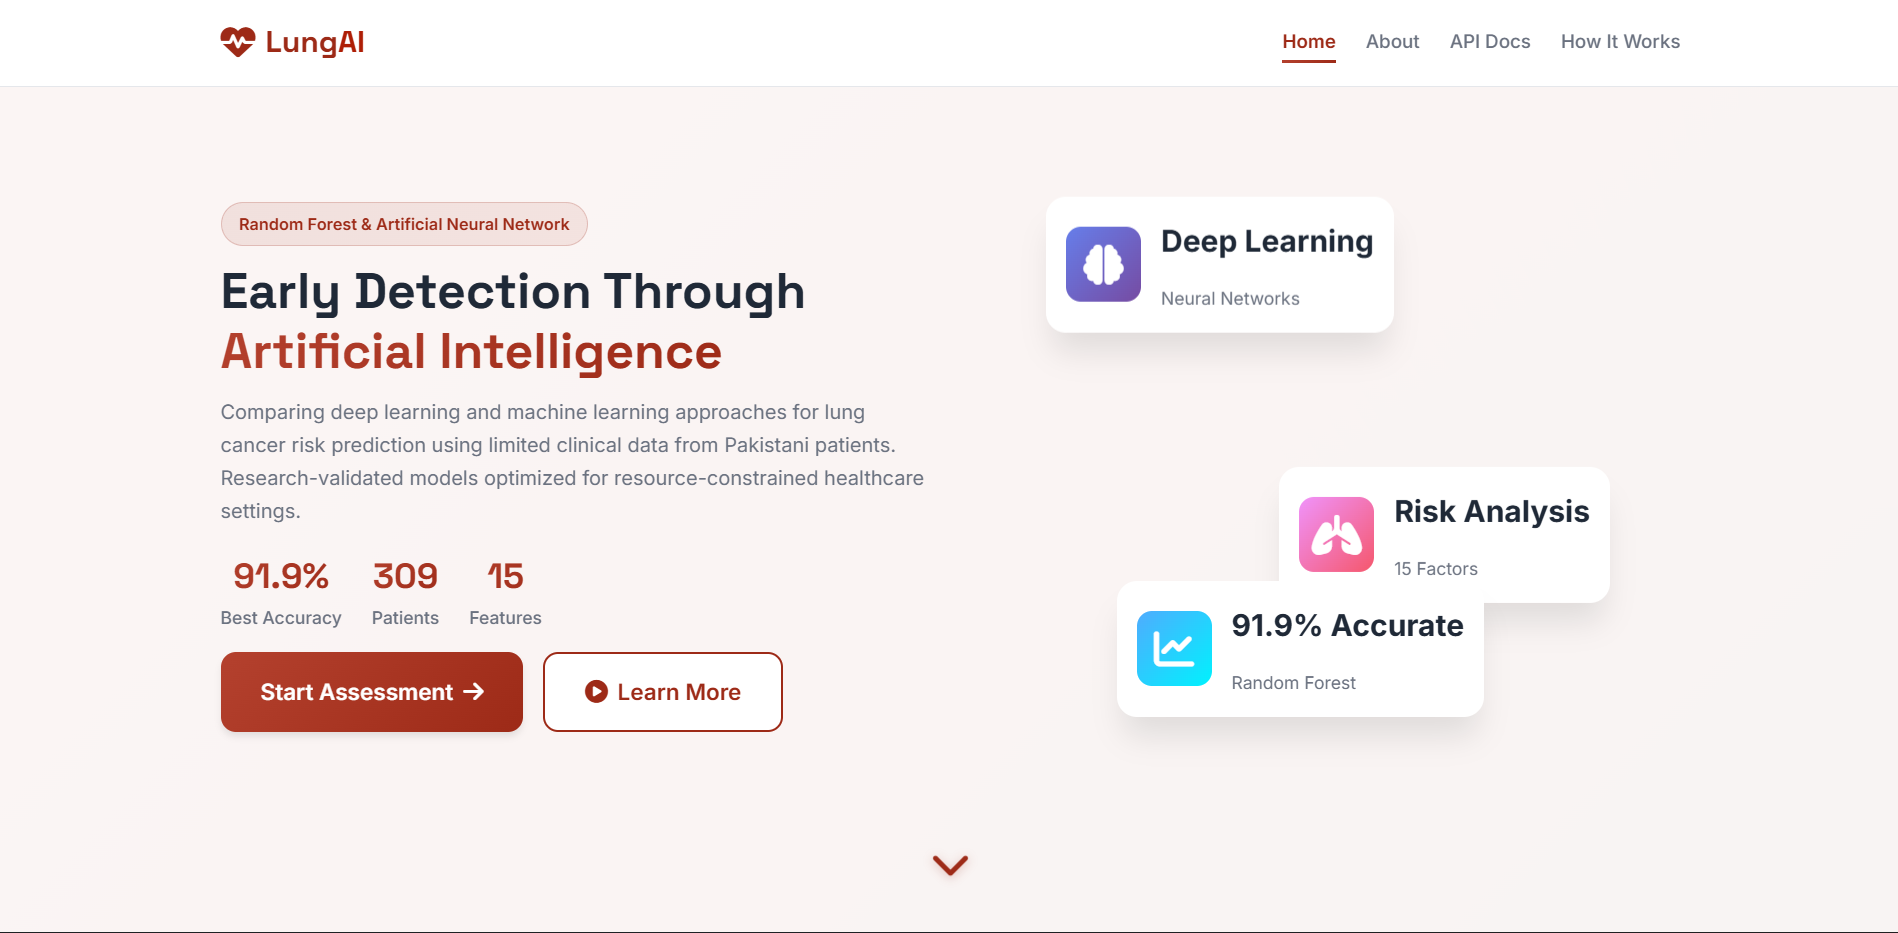 LungAI
Home
About
API Docs
How It Works
Random Forest & Artificial Neural Network
Early Detection Through
Artificial Intelligence
Comparing deep learning and machine learning approaches for lung
cancer risk prediction using limited clinical data from Pakistani patients.
Research-validated models optimized for resource-constrained healthcare
settings.
91.9%
Best Accuracy
309
Patients
15
Features
Start Assessment
Learn More
Deep Learning
Neural Networks
Risk Analysis
15 Factors
91.9% Accurate
Random Forest